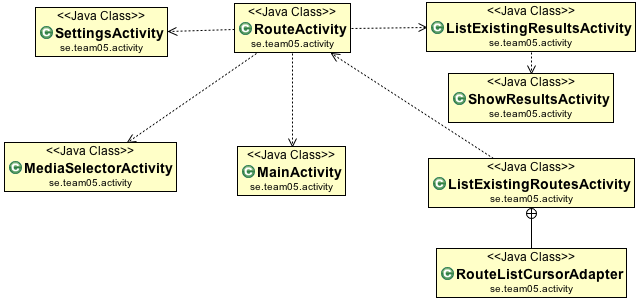 <<Java Class>>
SettingsActivity
se.team05.activity
<<Java Class>>
RouteActivity
se.team05.activity
<<Java Class>>
ListExistingResultsActivity
se.team05.activity
<<Java Class>>
ShowResultsActivity
se.team05.activity
<<Java Class>>
MediaSelectorActivity
se.team05.activity
<<Java Class>>
MainActivity
se.team05.activity
<<Java Class>>
ListExistingRoutesActivity
se.team05.activity
<<Java Class>>
RouteListCursorAdapter
se.team05.activity